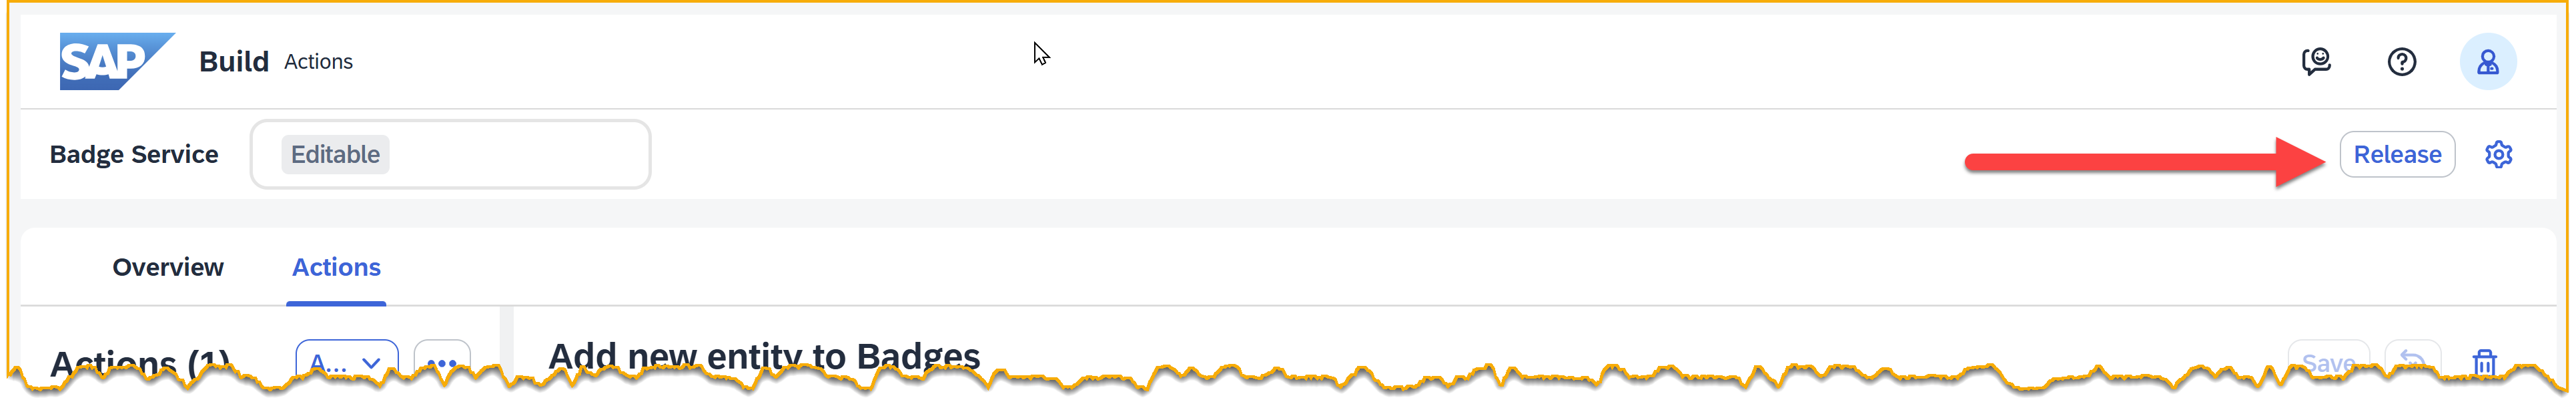 SAP Build Actions
Badge Service Editable Release
Overview Actions
Actions (1) A... Add new entity to Badges Save